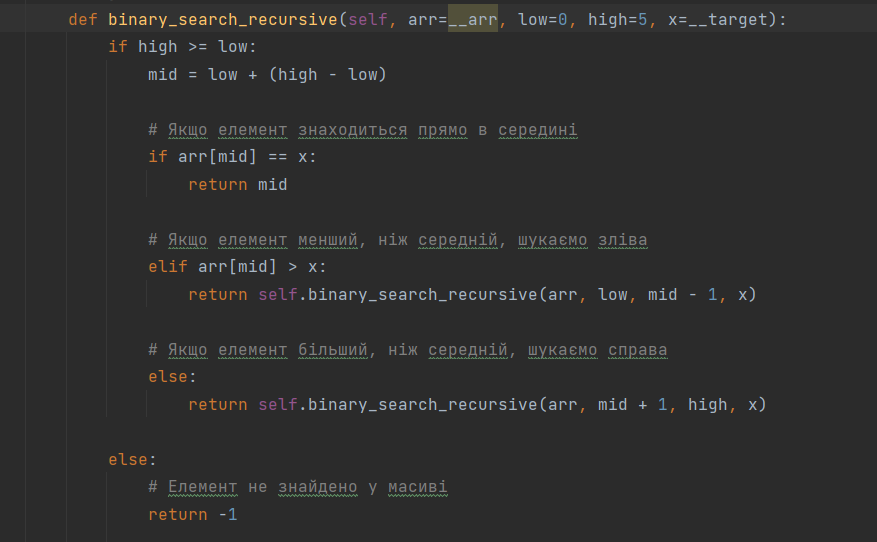 def binary_search_recursive(self, arr=__arr, low=0, high=5, x=__target):
if high >= low:
mid = low + (high - low)
# Якщо елемент знаходиться прямо в середині
if arr[mid] == x:
return mid
# Якщо елемент менший, ніж середній, шукаємо зліва
elif arr[mid] > x:
return self.binary_search_recursive(arr, low, mid - 1, x)
# Якщо елемент більший, ніж середній, шукаємо справа
else:
return self.binary_search_recursive(arr, mid + 1, high, x)
else:
# Елемент не знайдено у масиві
return -1